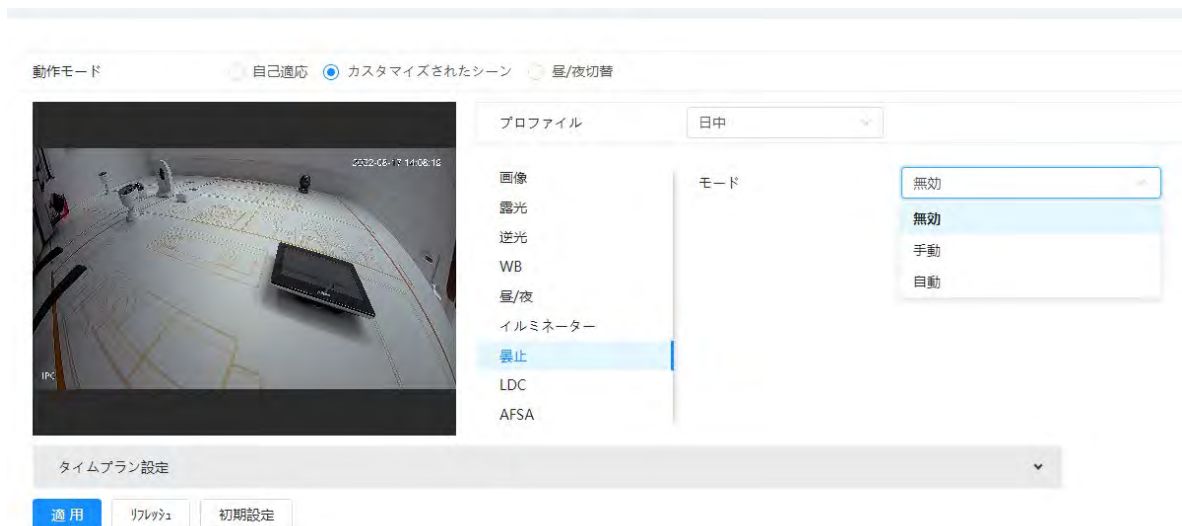 動作モード 自己適応 カスタマイズされたシーン 昼/夜切替
プロファイル 日中
画像
露光
逆光
WB
昼/夜
イルミネーター
曇止
LDC
AFSA
モード 無効
無効
手動
自動
IPC
タイムプラン設定
適用 リフレッシュ 初期設定